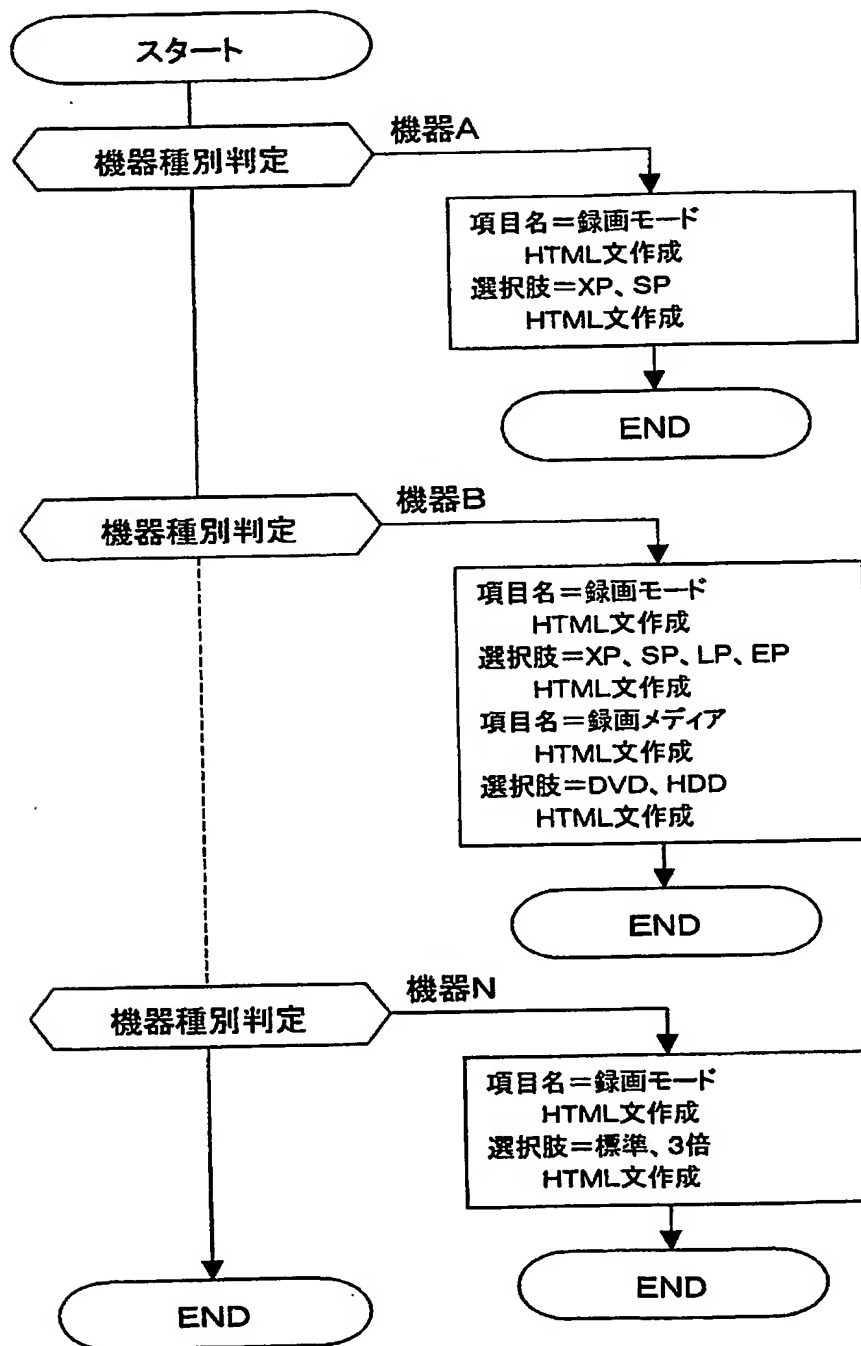 スタート
機器種別判定
機器A
項目名=録画モード
HTML文作成
選択肢=XP、SP
HTML文作成
END
機器種別判定
機器B
項目名=録画モード
HTML文作成
選択肢=XP、SP、LP、EP
HTML文作成
項目名=録画メディア
HTML文作成
選択肢=DVD、HDD
HTML文作成
END
機器種別判定
機器N
項目名=録画モード
HTML文作成
選択肢=標準、3倍
HTML文作成
END
END